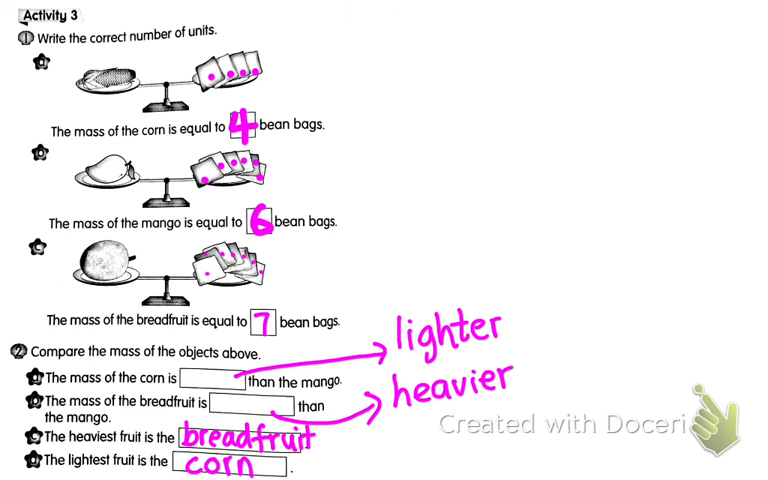 Activity 3
1 Write the correct number of units.
a
The mass of the corn is equal to 4 bean bags.
b
The mass of the mango is equal to 6 bean bags.
c
The mass of the breadfruit is equal to 7 bean bags.
2 Compare the mass of the objects above.
lighter
a The mass of the corn is than the mango.
heavier
b The mass of the breadfruit is than
the mango.
c The heaviest fruit is the breadfruit
d The lightest fruit is the corn .
Created with Doceri